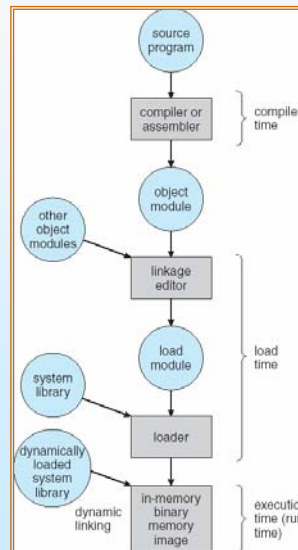 source
program
compiler or
assembler
compile
time
object
module
other
object
modules
linkage
editor
load
module
load
time
system
library
loader
dynamically
loaded
system
library
dynamic
linking
in-memory
binary
memory
image
executio
time (run
time)